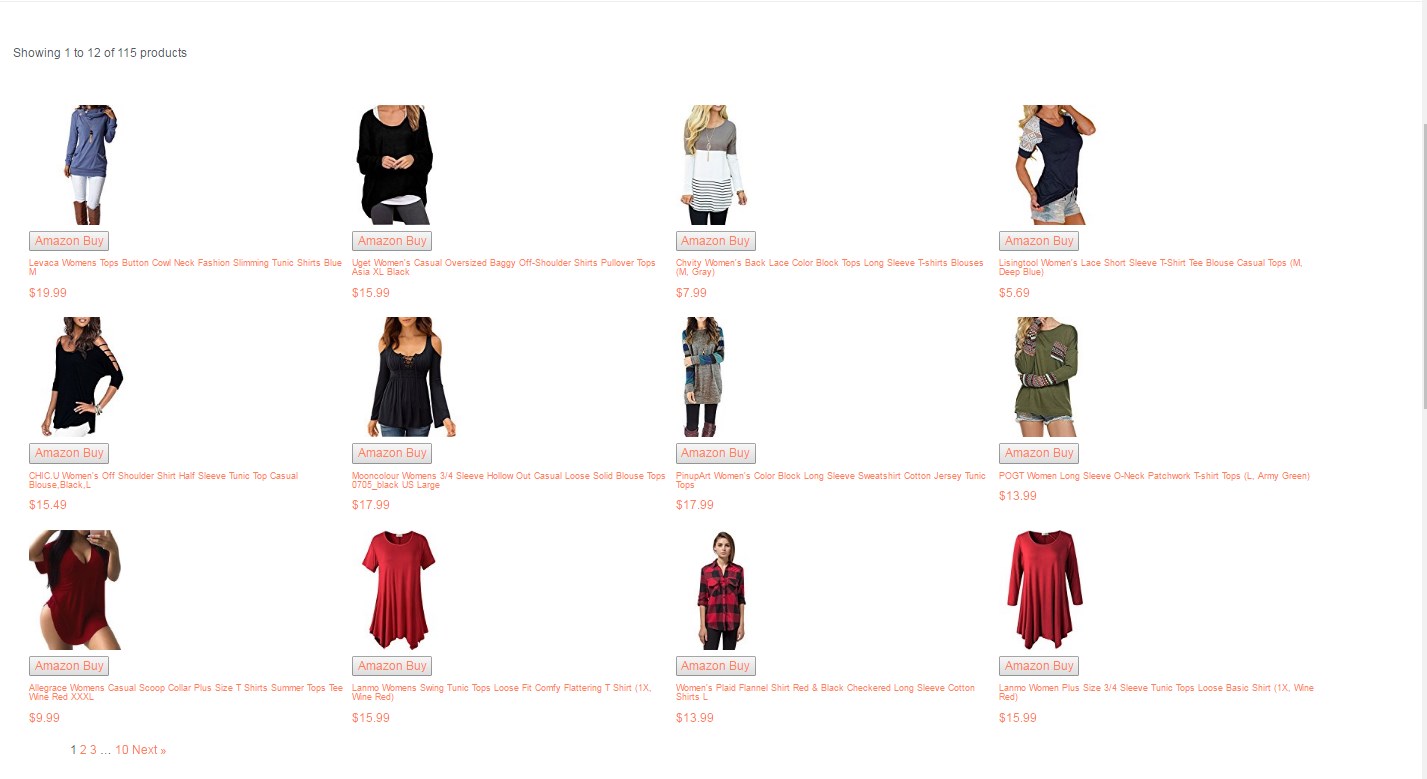 Showing 1 to 12 of 115 products
Amazon Buy
Levaca Womens Tops Button Cowl Neck Fashion Slimming Tunic Shirts Blue
M
$19.99
Amazon Buy
Uget Women's Casual Oversized Baggy Off-Shoulder Shirts Pullover Tops
Asia XL Black
$15.99
Amazon Buy
Chvity Women's Back Lace Color Block Tops Long Sleeve T-shirts Blouses
(M, Gray)
$7.99
Amazon Buy
Lisingtool Women's Lace Short Sleeve T-Shirt Tee Blouse Casual Tops (M,
Deep Blue)
$5.69
Amazon Buy
CHIC.U Women's Off Shoulder Shirt Half Sleeve Tunic Top Casual
Blouse,Black,L
$15.49
Amazon Buy
Mooncolour Womens 3/4 Sleeve Hollow Out Casual Loose Solid Blouse Tops
0705_black US Large
$17.99
Amazon Buy
PinupArt Women's Color Block Long Sleeve Sweatshirt Cotton Jersey Tunic
Tops
$17.99
Amazon Buy
POGT Women Long Sleeve O-Neck Patchwork T-shirt Tops (L, Army Green)
$13.99
Amazon Buy
Allegrace Womens Casual Scoop Collar Plus Size T Shirts Summer Tops Tee
Wine Red XXXL
$9.99
Amazon Buy
Lanmo Womens Swing Tunic Tops Loose Fit Comfy Flattering T Shirt (1X,
Wine Red)
$15.99
Amazon Buy
Women's Plaid Flannel Shirt Red & Black Checkered Long Sleeve Cotton
Shirts L
$13.99
Amazon Buy
Lanmo Women Plus Size 3/4 Sleeve Tunic Tops Loose Basic Shirt (1X, Wine
Red)
$15.99
1 2 3 … 10 Next »